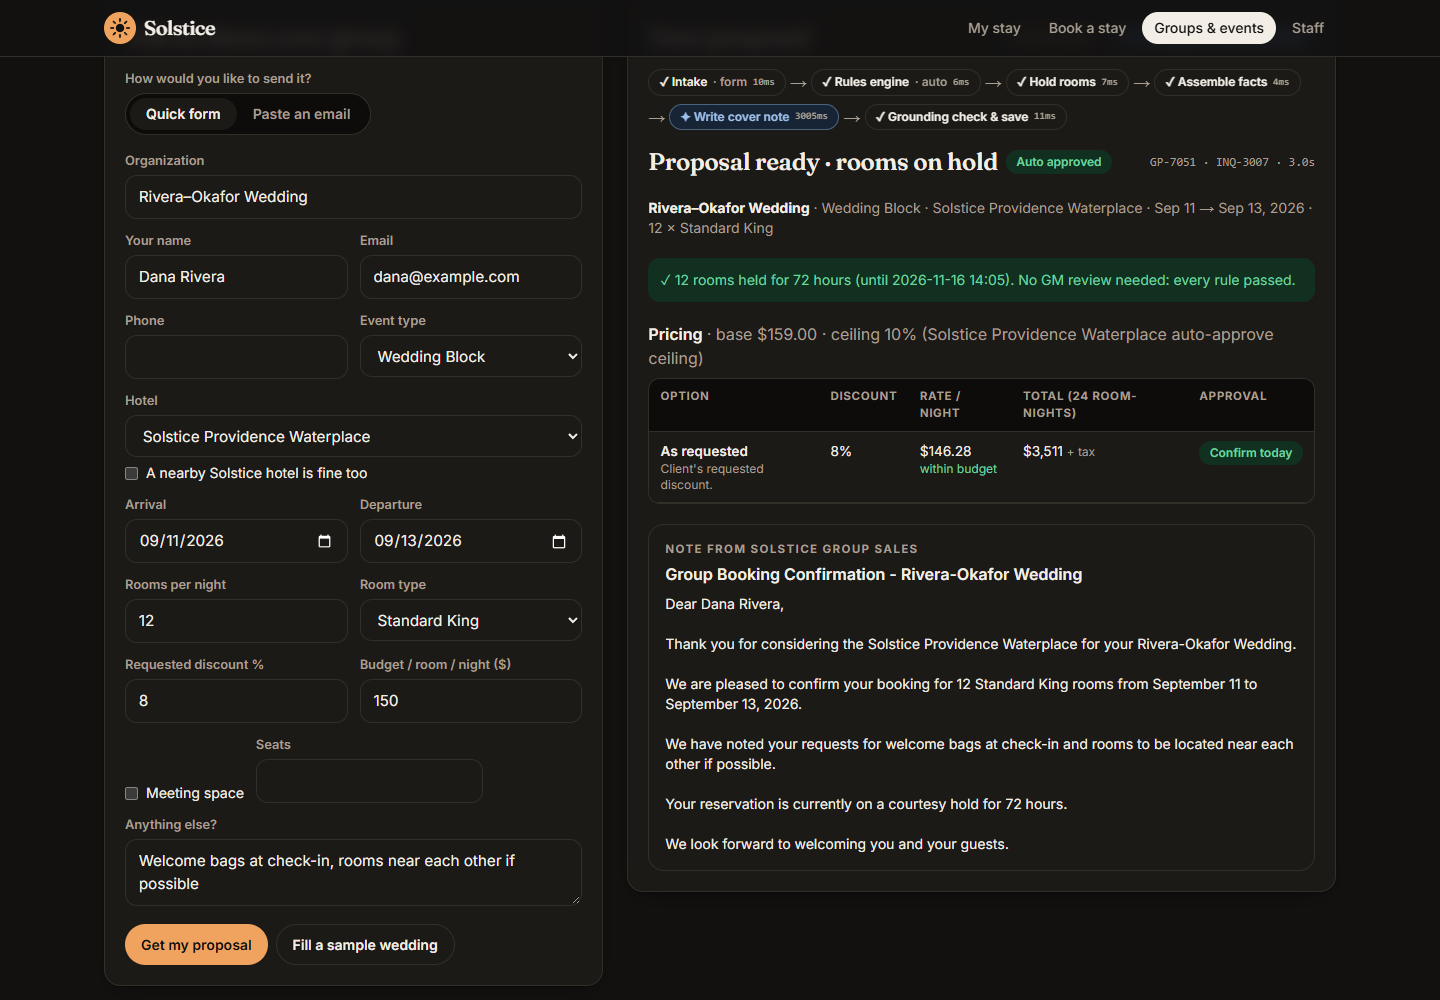 Solstice
My stay
Book a stay
Groups & events
Staff
How would you like to send it?
Quick form
Paste an email
Organization
Rivera–Okafor Wedding
Your name
Email
Dana Rivera
dana@example.com
Phone
Event type
Wedding Block
Hotel
Solstice Providence Waterplace
A nearby Solstice hotel is fine too
Arrival
Departure
09/11/2026
09/13/2026
Rooms per night
Room type
12
Standard King
Requested discount %
Budget / room / night ($)
8
150
Seats
Meeting space
Anything else?
Welcome bags at check-in, rooms near each other if
possible
Get my proposal
Fill a sample wedding
✓ Intake · form 10ms → ✓ Rules engine · auto 6ms → ✓ Hold rooms 7ms → ✓ Assemble facts 4ms
→ ✦ Write cover note 3005ms → ✓ Grounding check & save 11ms
Proposal ready · rooms on hold
Auto approved
GP-7051 · INQ-3007 · 3.0s
Rivera–Okafor Wedding · Wedding Block · Solstice Providence Waterplace · Sep 11 → Sep 13, 2026 ·
12 × Standard King
✓ 12 rooms held for 72 hours (until 2026-11-16 14:05). No GM review needed: every rule passed.
Pricing · base $159.00 · ceiling 10% (Solstice Providence Waterplace auto-approve
ceiling)
OPTION
DISCOUNT
RATE /
NIGHT
TOTAL (24 ROOM-
NIGHTS)
APPROVAL
As requested
Client's requested
discount.
8%
$146.28
within budget
$3,511 + tax
Confirm today
NOTE FROM SOLSTICE GROUP SALES
Group Booking Confirmation - Rivera-Okafor Wedding
Dear Dana Rivera,
Thank you for considering the Solstice Providence Waterplace for your Rivera-Okafor Wedding.
We are pleased to confirm your booking for 12 Standard King rooms from September 11 to
September 13, 2026.
We have noted your requests for welcome bags at check-in and rooms to be located near each
other if possible.
Your reservation is currently on a courtesy hold for 72 hours.
We look forward to welcoming you and your guests.